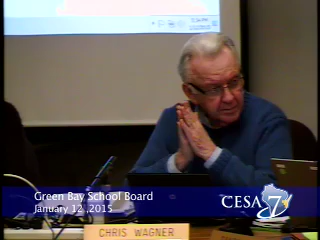 Green Bay School Board
January 12 ,2015
CESA 7
CHRIS WAGNER